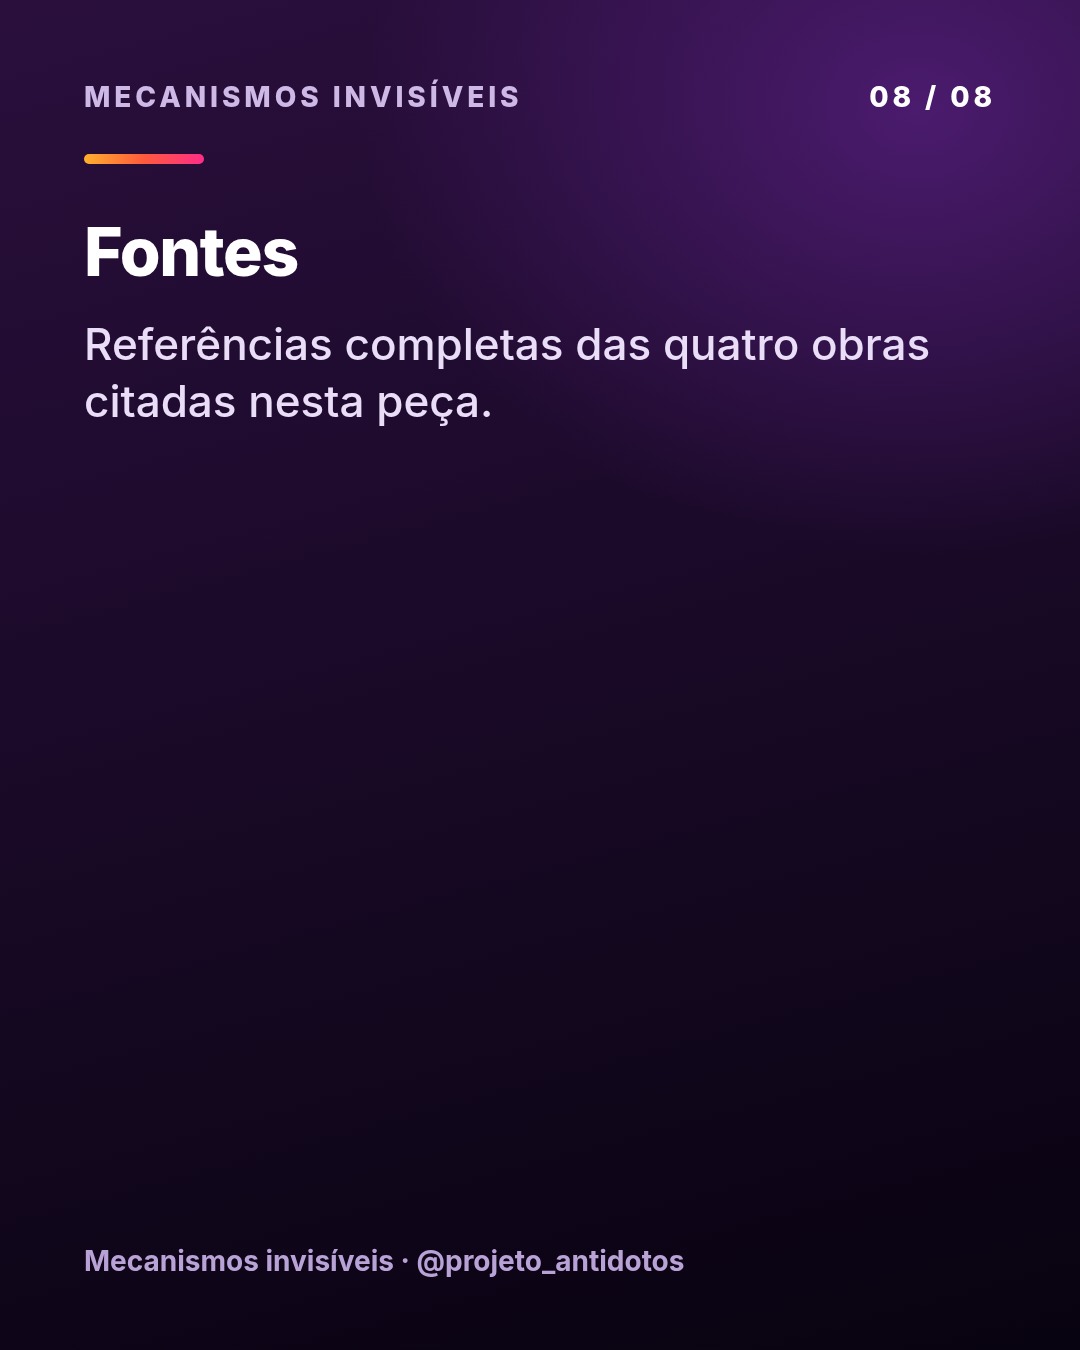 MECANISMOS INVISÍVEIS
08 / 08
Fontes
Referências completas das quatro obras
citadas nesta peça.
Mecanismos invisíveis · @projeto_antidotos